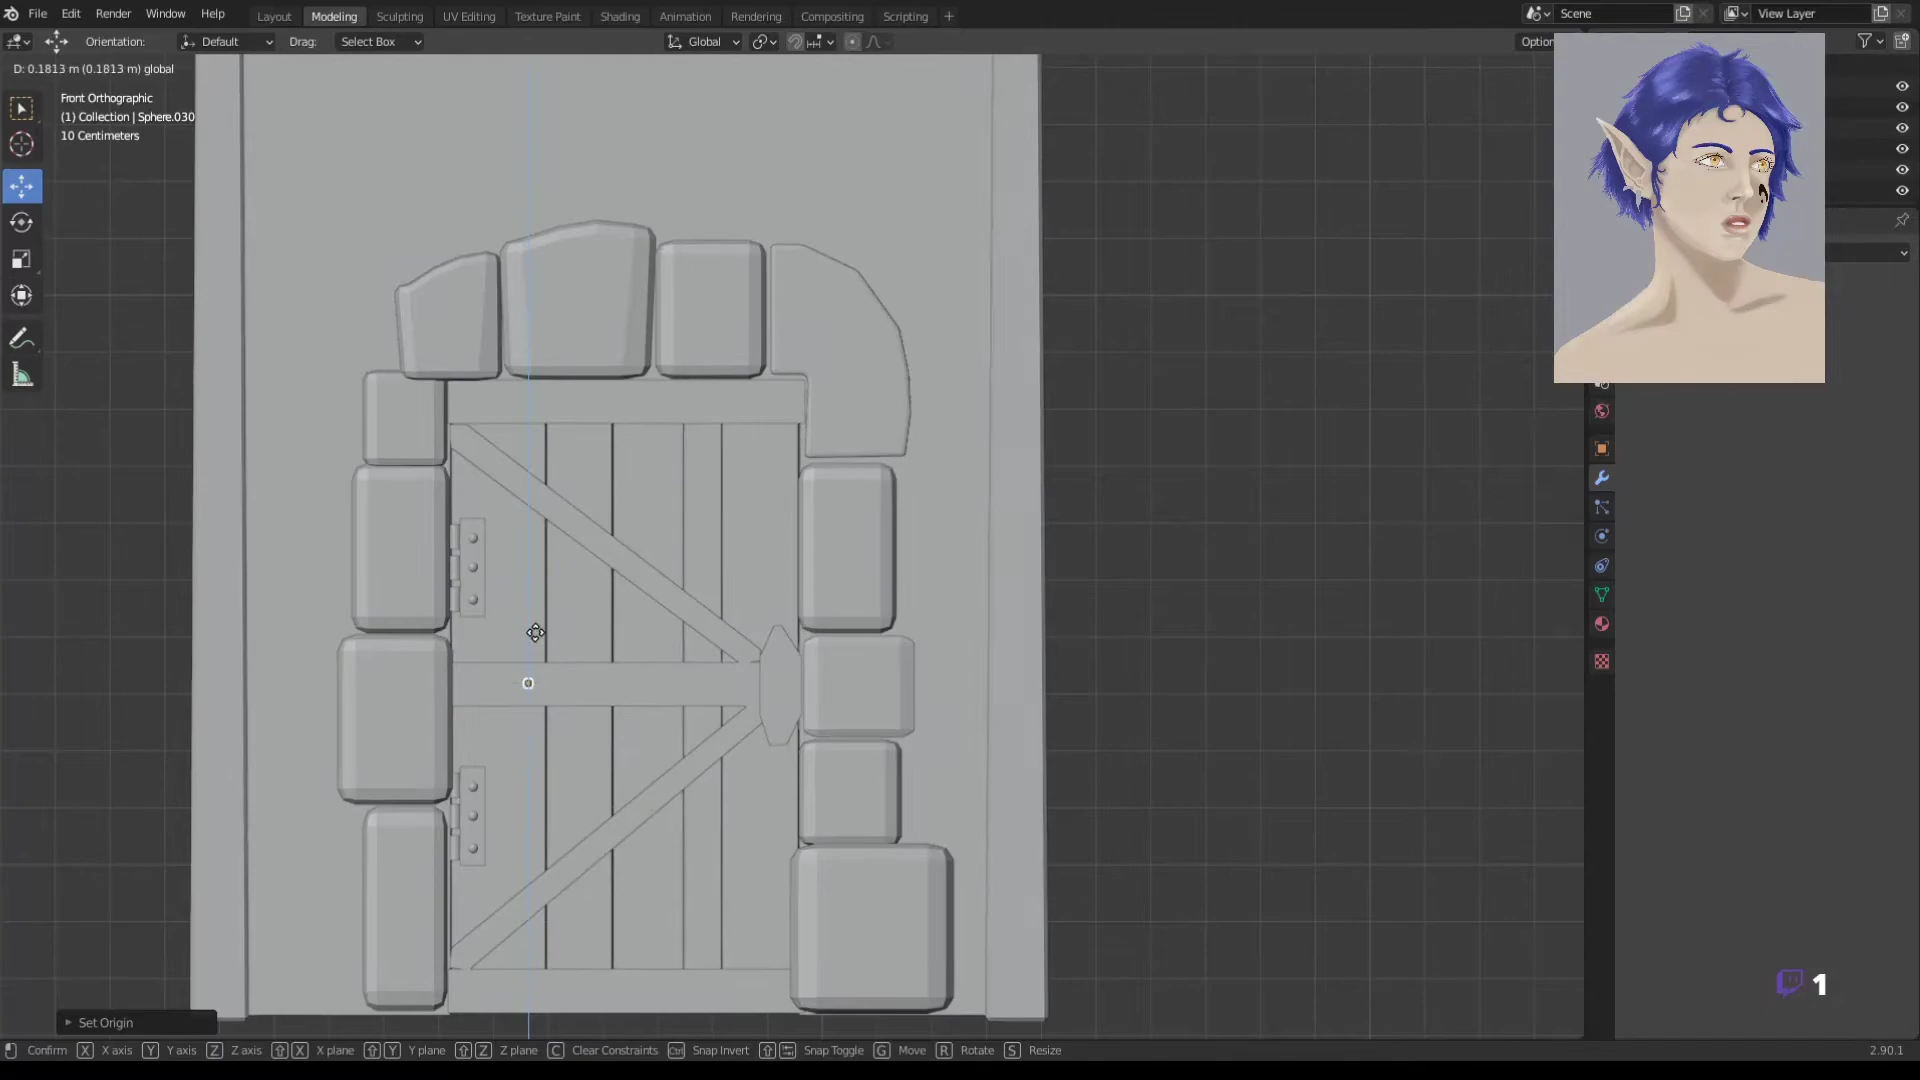 File Edit Render Window Help Layout Modeling Sculpting UV Editing Texture Paint Shading Animation Rendering Compositing Scripting + Scene View Layer
Orientation: Default Drag: Select Box Global
D: 0.1813 m (0.1813 m) global
Front Orthographic
(1) Collection | Sphere.030
10 Centimeters
1
Set Origin
Confirm X X axis Y Y axis Z Z axis X X plane Y Y plane Z Z plane C Clear Constraints Ctrl Snap Invert Snap Toggle G Move R Rotate S Resize 2.90.1